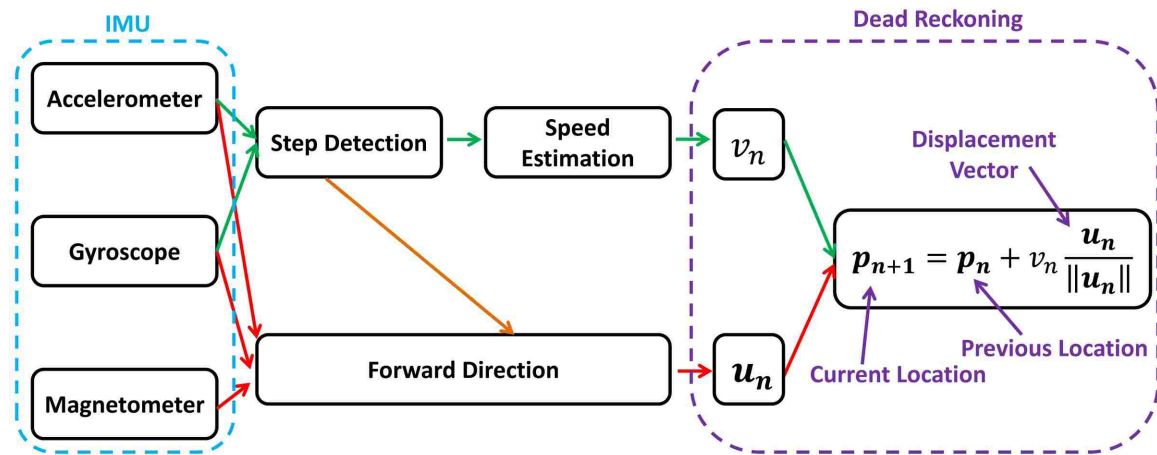 IMU
Dead Reckoning
Accelerometer
Step Detection
Speed
Estimation
v_n
Displacement
Vector
Gyroscope
p_{n+1} = p_n + v_n \frac{u_n}{\|u_n\|}
Previous Location
Current Location
Forward Direction
u_n
Magnetometer